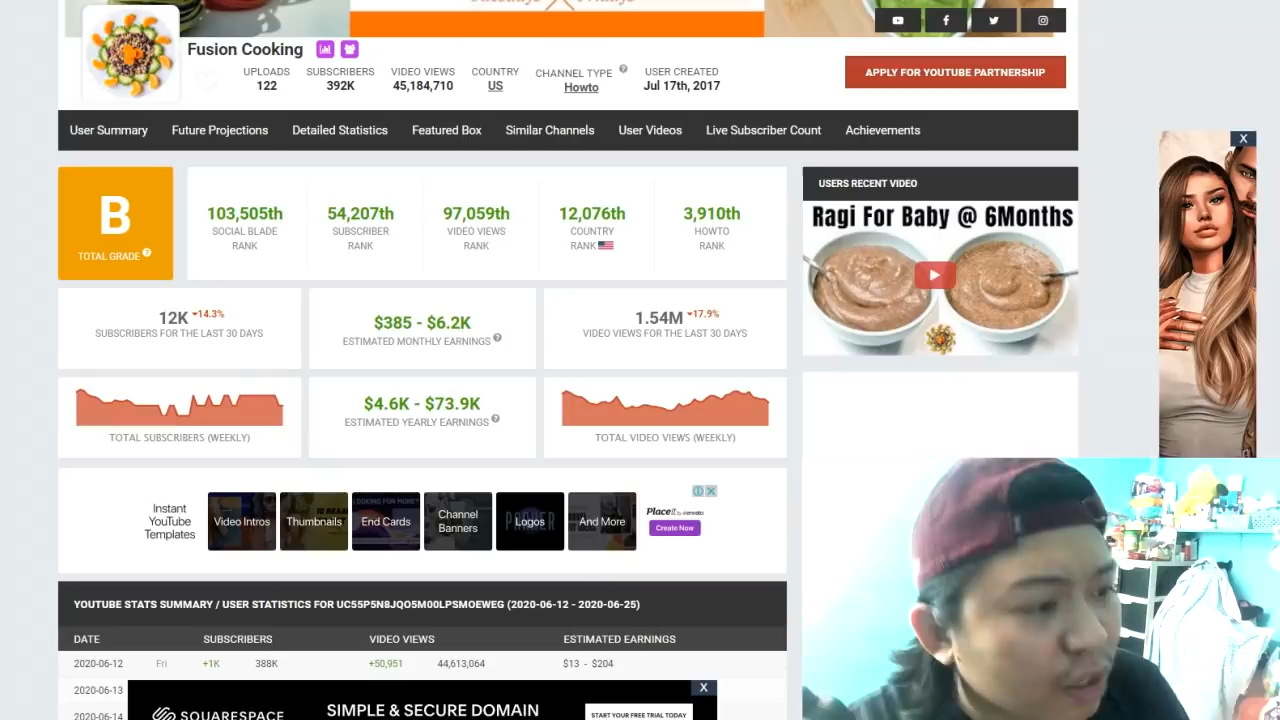 Tuesdays Fridays
Fusion Cooking
UPLOADS
122
SUBSCRIBERS
392K
VIDEO VIEWS
45,184,710
COUNTRY
US
CHANNEL TYPE ?
Howto
USER CREATED
Jul 17th, 2017
APPLY FOR YOUTUBE PARTNERSHIP
User Summary Future Projections Detailed Statistics Featured Box Similar Channels User Videos Live Subscriber Count Achievements
B
TOTAL GRADE ?
103,505th
SOCIAL BLADE
RANK
54,207th
SUBSCRIBER
RANK
97,059th
VIDEO VIEWS
RANK
12,076th
COUNTRY
RANK
3,910th
HOWTO
RANK
12K -14.3%
SUBSCRIBERS FOR THE LAST 30 DAYS
$385 - $6.2K
ESTIMATED MONTHLY EARNINGS ?
1.54M -17.9%
VIDEO VIEWS FOR THE LAST 30 DAYS
TOTAL SUBSCRIBERS (WEEKLY)
$4.6K - $73.9K
ESTIMATED YEARLY EARNINGS ?
TOTAL VIDEO VIEWS (WEEKLY)
USERS RECENT VIDEO
Ragi For Baby @ 6Months
X
Instant
YouTube
Templates
Video Intros
Thumbnails
LOOKING FOR MONEY
End Cards
Channel
Banners
Logos
And More
Placeit by envato
Create Now
YOUTUBE STATS SUMMARY / USER STATISTICS FOR UC55P5N8JQO5M00LPSMOEWEG (2020-06-12 - 2020-06-25)
DATE SUBSCRIBERS VIDEO VIEWS ESTIMATED EARNINGS
2020-06-12 Fri +1K 388K +50,951 44,613,064 $13 - $204
2020-06-13
2020-06-14
X
SQUARESPACE
SIMPLE & SECURE DOMAIN
START YOUR FREE TRIAL TODAY